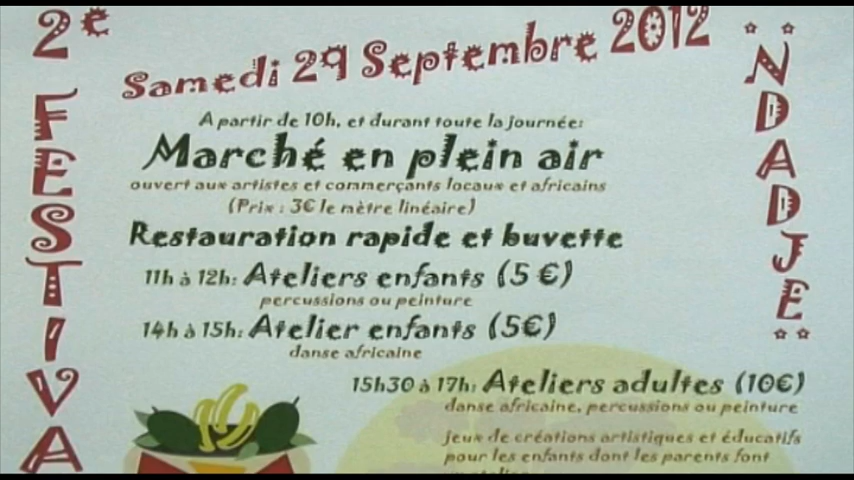 2e FESTIVA
Samedi 29 Septembre 2012
NDADJE
A partir de 10h, et durant toute la journée:
Marché en plein air
ouvert aux artistes et commerçants locaux et africains
(Prix : 3€ le mètre linéaire)
Restauration rapide et buvette
11h à 12h: Ateliers enfants (5 €)
percussions ou peinture
14h à 15h: Atelier enfants (5€)
danse africaine
15h30 à 17h: Ateliers adultes (10€)
danse africaine, percussions ou peinture
jeux de créations artistiques et éducatifs
pour les enfants dont les parents font